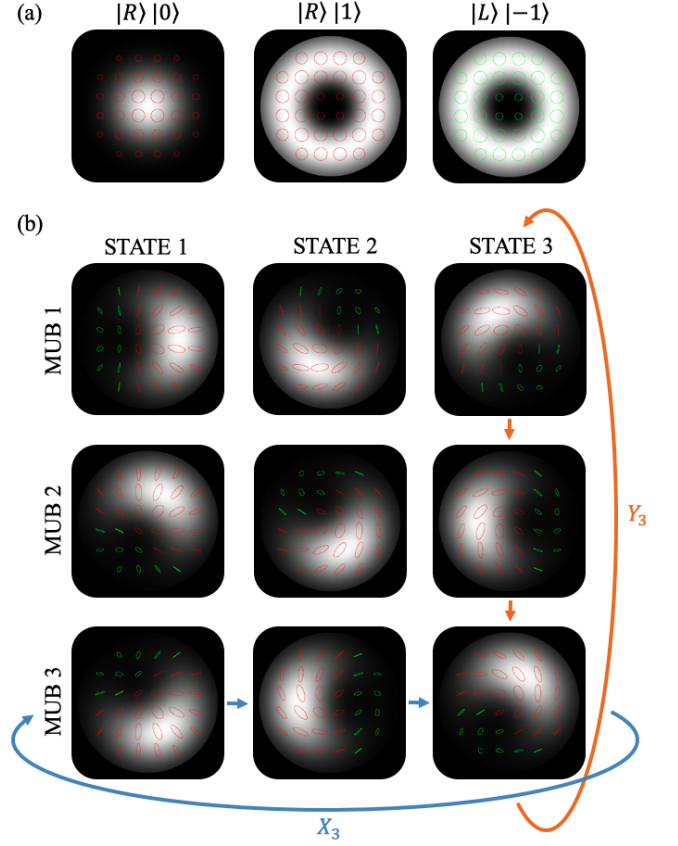 (a)
|R⟩ |0⟩ |R⟩ |1⟩ |L⟩ |−1⟩
(b)
STATE 1 STATE 2 STATE 3
MUB 1
MUB 2
Y₃
MUB 3
X₃